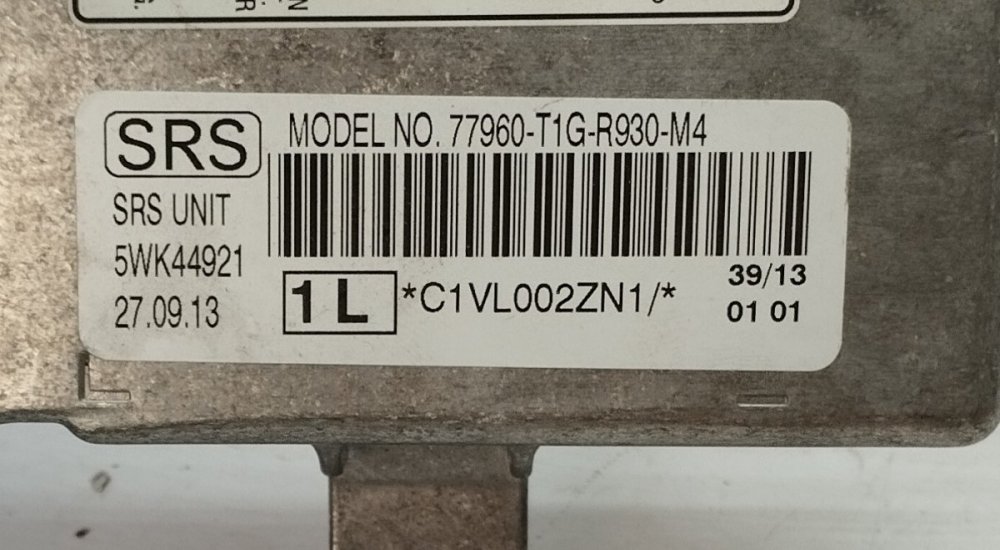 SRS
MODEL NO. 77960-T1G-R930-M4
SRS UNIT
5WK44921
27.09.13
1 L
*C1VL002ZN1/*
39/13
01 01